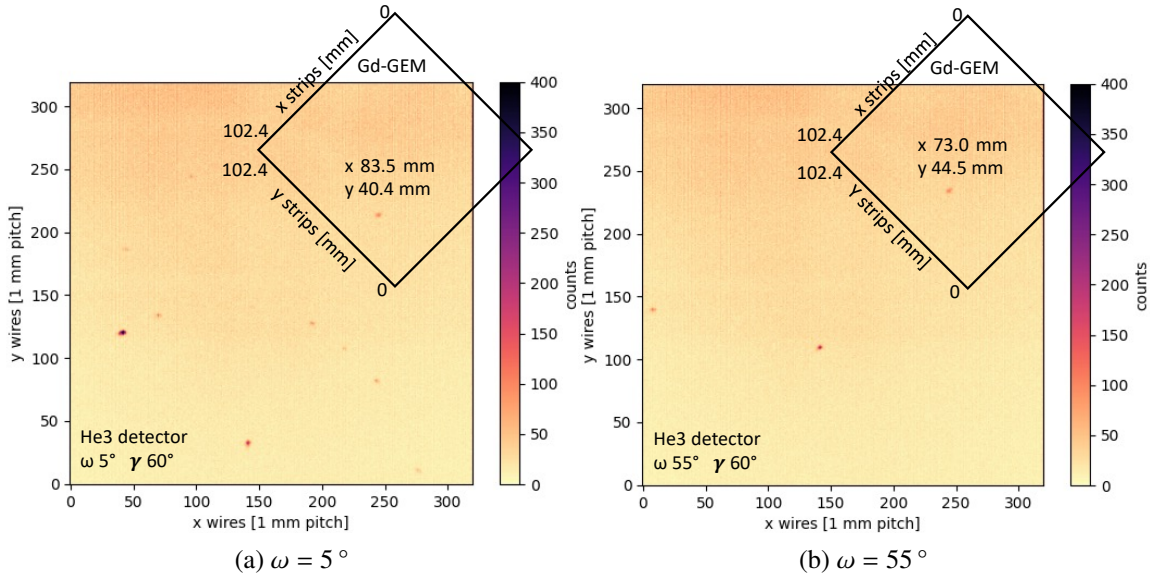 0
x strips [mm]
Gd-GEM
102.4
102.4
x 83.5 mm
y 40.4 mm
y strips [mm]
0
300
250
200
150
100
50
0
y wires [1 mm pitch]
He3 detector
ω 5° γ 60°
0 50 100 150 200 250 300
x wires [1 mm pitch]
400
350
300
250
200
150
100
50
0
counts
(a) ω = 5°
0
x strips [mm]
Gd-GEM
102.4
102.4
x 73.0 mm
y 44.5 mm
y strips [mm]
0
300
250
200
150
100
50
0
y wires [1 mm pitch]
He3 detector
ω 55° γ 60°
0 50 100 150 200 250 300
x wires [1 mm pitch]
400
350
300
250
200
150
100
50
0
counts
(b) ω = 55°